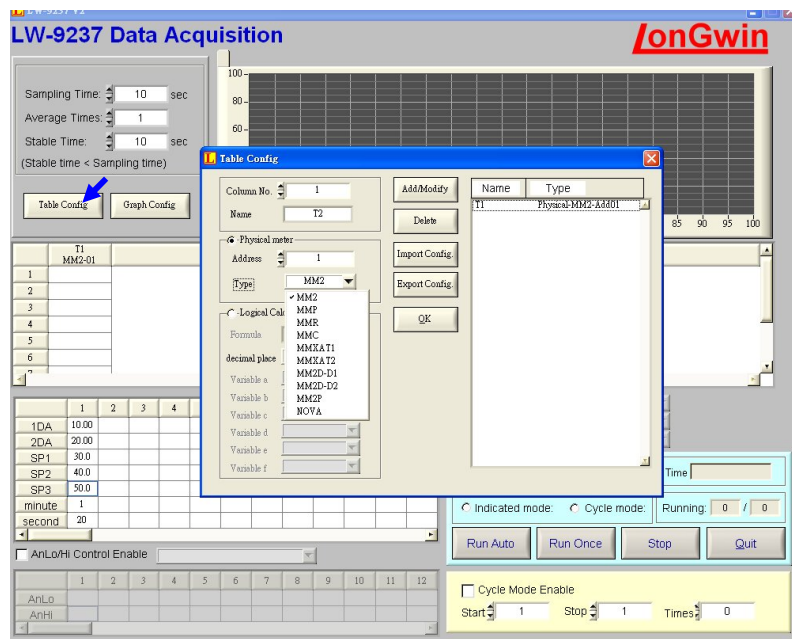 LW-9237 V2
LW-9237 Data Acquisition
LonGwin
Sampling Time: 10 sec
Average Times: 1
Stable Time: 10 sec
(Stable time < Sampling time)
Table Config
Graph Config
100
80
60
85 90 95 100
Table Config
Column No. 1
Name T2
Physical meter
Address 1
Type MM2
MM2
MMP
MMR
MMC
MMXAT1
MMXAT2
MM2D-D1
MM2D-D2
MM2P
NOVA
Formula
decimal place
Variable a
Variable b
Variable c
Variable d
Variable e
Variable f
Add/Modify
Delete
Import Config.
Export Config.
OK
Name Type
T1 Physical-MM2-Add01
T1
MM2-01
1
2
3
4
5
6
1 2 3 4
1DA 10.00
2DA 20.00
SP1 30.0
SP2 40.0
SP3 50.0
minute 1
second 20
AnLo/Hi Control Enable
1 2 3 4 5 6 7 8 9 10 11 12
AnLo
AnHi
Time
Indicated mode: Cycle mode: Running: 0 / 0
Run Auto
Run Once
Stop
Quit
Cycle Mode Enable
Start 1 Stop 1 Times 0